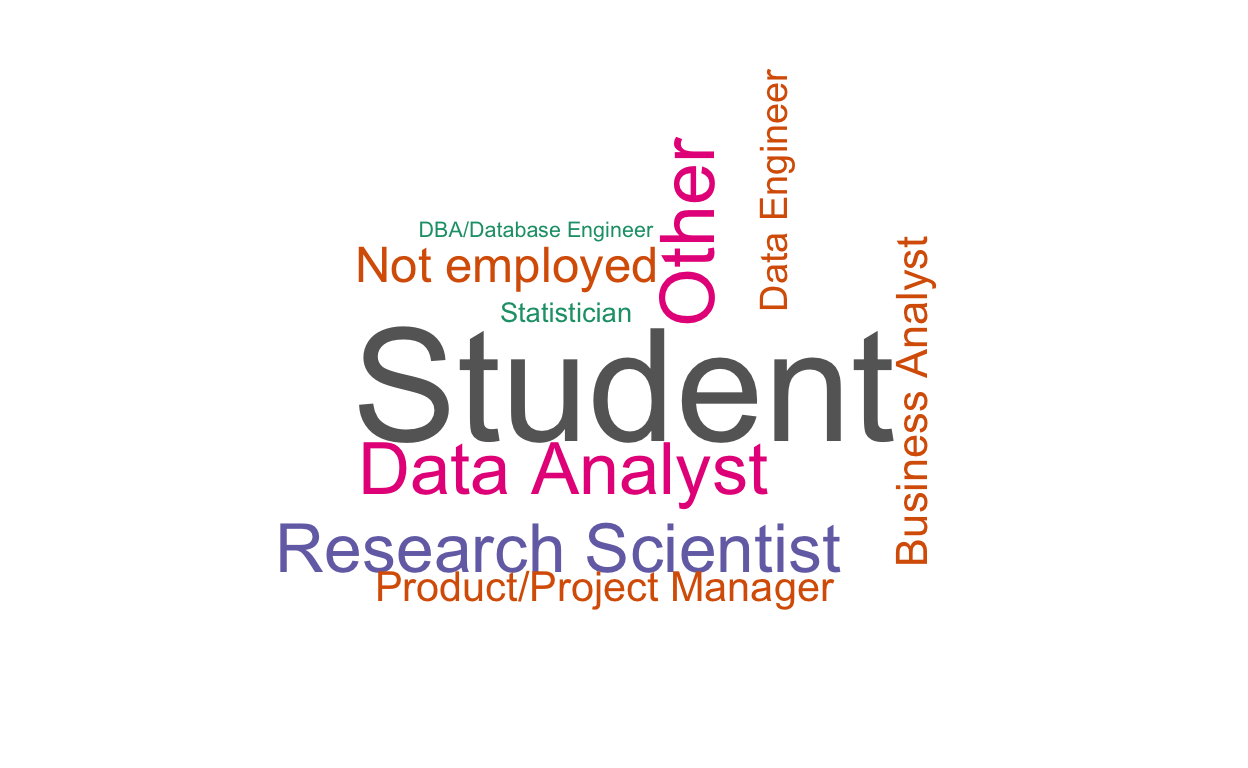 Data Engineer
Other
DBA/Database Engineer
Not employed
Business Analyst
Statistician
Student
Data Analyst
Research Scientist
Product/Project Manager